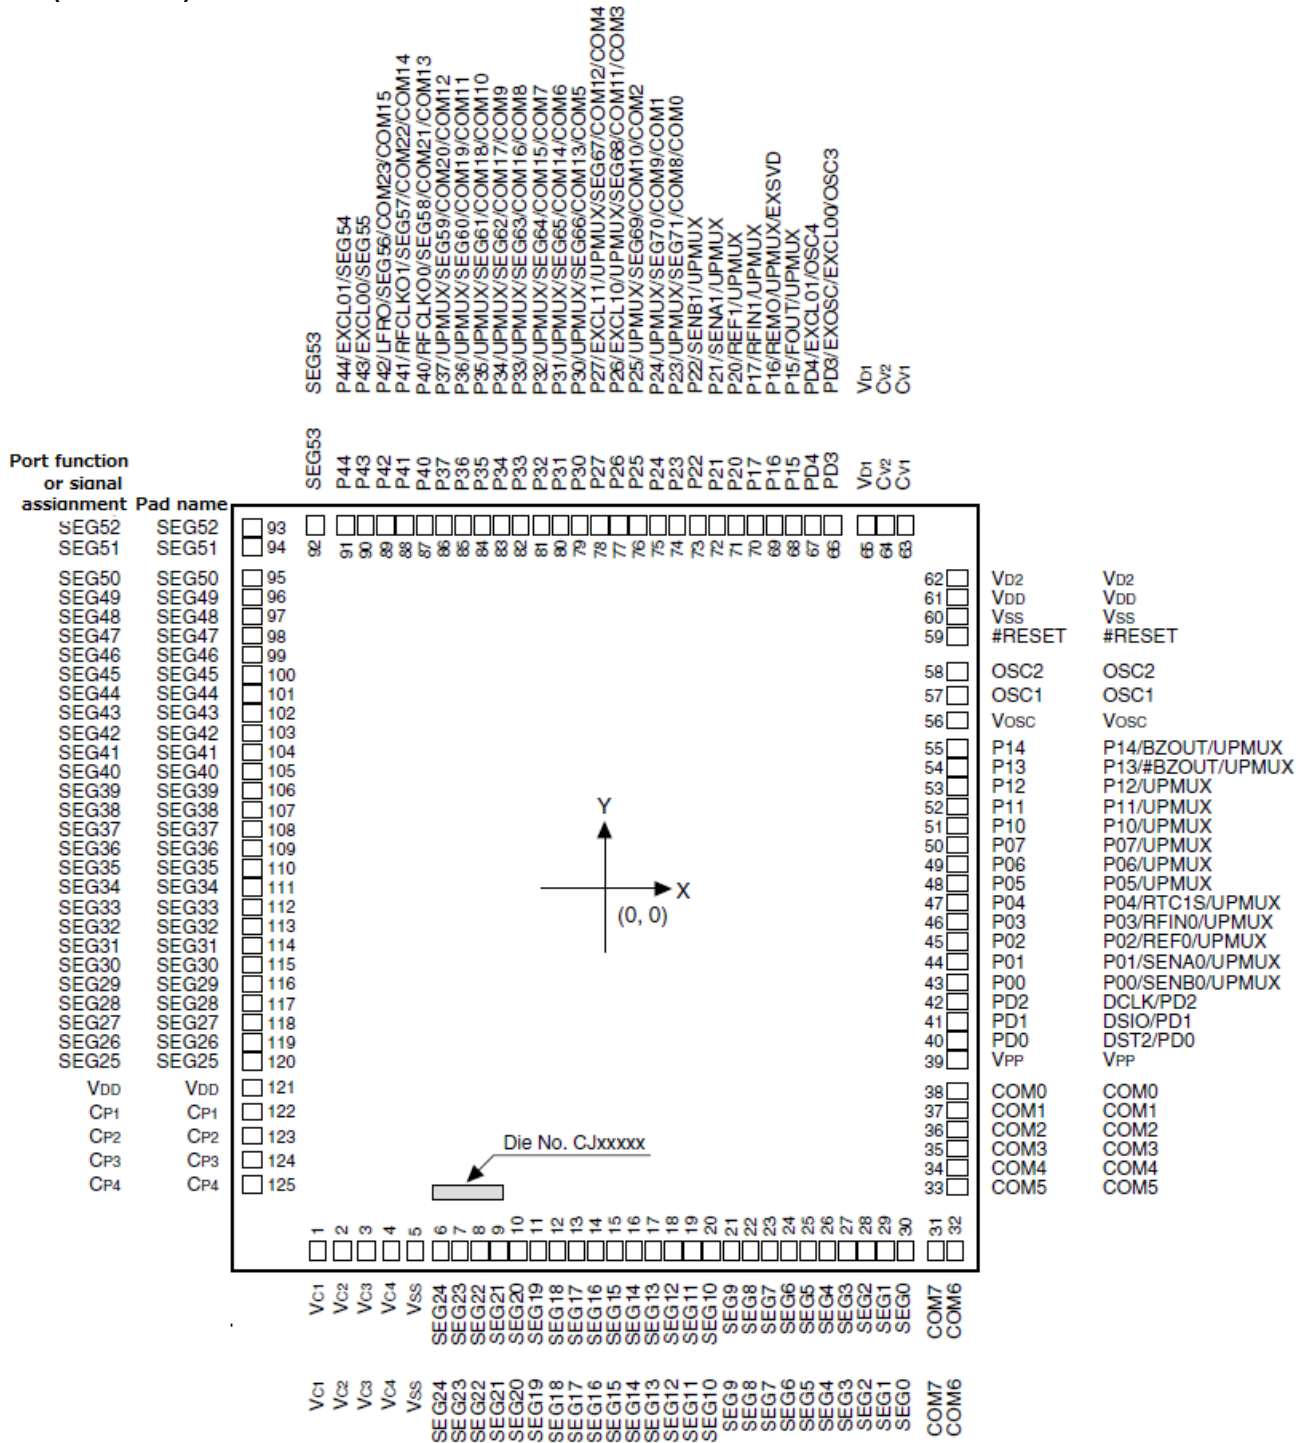 SEG53
P44/EXCL01/SEG54
P43/EXCL00/SEG55
P42/LFRO/SEG56/COM23/COM15
P41/RFCLKO1/SEG57/COM22/COM14
P40/RFCLKO0/SEG58/COM21/COM13
P37/UPMUX/SEG59/COM20/COM12
P36/UPMUX/SEG60/COM19/COM11
P35/UPMUX/SEG61/COM18/COM10
P34/UPMUX/SEG62/COM17/COM9
P33/UPMUX/SEG63/COM16/COM8
P32/UPMUX/SEG64/COM15/COM7
P31/UPMUX/SEG65/COM14/COM6
P30/UPMUX/SEG66/COM13/COM5
P27/EXCL11/UPMUX/SEG67/COM12/COM4
P26/EXCL10/UPMUX/SEG68/COM11/COM3
P25/UPMUX/SEG69/COM10/COM2
P24/UPMUX/SEG70/COM9/COM1
P23/UPMUX/SEG71/COM8/COM0
P22/SENB1/UPMUX
P21/SENA1/UPMUX
P20/REF1/UPMUX
P17/RFIN1/UPMUX
P16/REMO/UPMUX/EXSVD
P15/FOUT/UPMUX
PD4/EXCL01/OSC4
PD3/EXOSC/EXCL00/OSC3
VD1
CV2
CV1
SEG53 P44 P43 P42 P41 P40 P37 P36 P35 P34 P33 P32 P31 P30 P27 P26 P25 P24 P23 P22 P21 P20 P17 P16 P15 PD4 PD3 VD1 CV2 CV1
Port function
or signal
assignment Pad name
92 91 90 89 88 87 86 85 84 83 82 81 80 79 78 77 76 75 74 73 72 71 70 69 68 67 66 65 64 63
SEG52 SEG52 93
SEG51 SEG51 94
SEG50 SEG50 95
SEG49 SEG49 96
SEG48 SEG48 97
SEG47 SEG47 98
SEG46 SEG46 99
SEG45 SEG45 100
SEG44 SEG44 101
SEG43 SEG43 102
SEG42 SEG42 103
SEG41 SEG41 104
SEG40 SEG40 105
SEG39 SEG39 106
SEG38 SEG38 107
SEG37 SEG37 108
SEG36 SEG36 109
SEG35 SEG35 110
SEG34 SEG34 111
SEG33 SEG33 112
SEG32 SEG32 113
SEG31 SEG31 114
SEG30 SEG30 115
SEG29 SEG29 116
SEG28 SEG28 117
SEG27 SEG27 118
SEG26 SEG26 119
SEG25 SEG25 120
VDD VDD 121
CP1 CP1 122
CP2 CP2 123
CP3 CP3 124
CP4 CP4 125
Y
X
(0, 0)
Die No. CJxxxxx
62 VD2 VD2
61 VDD VDD
60 VSS VSS
59 #RESET #RESET
58 OSC2 OSC2
57 OSC1 OSC1
56 VOSC VOSC
55 P14 P14/BZOUT/UPMUX
54 P13 P13/#BZOUT/UPMUX
53 P12 P12/UPMUX
52 P11 P11/UPMUX
51 P10 P10/UPMUX
50 P07 P07/UPMUX
49 P06 P06/UPMUX
48 P05 P05/UPMUX
47 P04 P04/RTC1S/UPMUX
46 P03 P03/RFIN0/UPMUX
45 P02 P02/REF0/UPMUX
44 P01 P01/SENA0/UPMUX
43 P00 P00/SENB0/UPMUX
42 PD2 DCLK/PD2
41 PD1 DSIO/PD1
40 PD0 DST2/PD0
39 VPP VPP
38 COM0 COM0
37 COM1 COM1
36 COM2 COM2
35 COM3 COM3
34 COM4 COM4
33 COM5 COM5
1 2 3 4 5 6 7 8 9 10 11 12 13 14 15 16 17 18 19 20 21 22 23 24 25 26 27 28 29 30 31 32
VC1 VC2 VC3 VC4 VSS SEG24 SEG23 SEG22 SEG21 SEG20 SEG19 SEG18 SEG17 SEG16 SEG15 SEG14 SEG13 SEG12 SEG11 SEG10 SEG9 SEG8 SEG7 SEG6 SEG5 SEG4 SEG3 SEG2 SEG1 SEG0 COM7 COM6
VC1 VC2 VC3 VC4 VSS SEG24 SEG23 SEG22 SEG21 SEG20 SEG19 SEG18 SEG17 SEG16 SEG15 SEG14 SEG13 SEG12 SEG11 SEG10 SEG9 SEG8 SEG7 SEG6 SEG5 SEG4 SEG3 SEG2 SEG1 SEG0 COM7 COM6